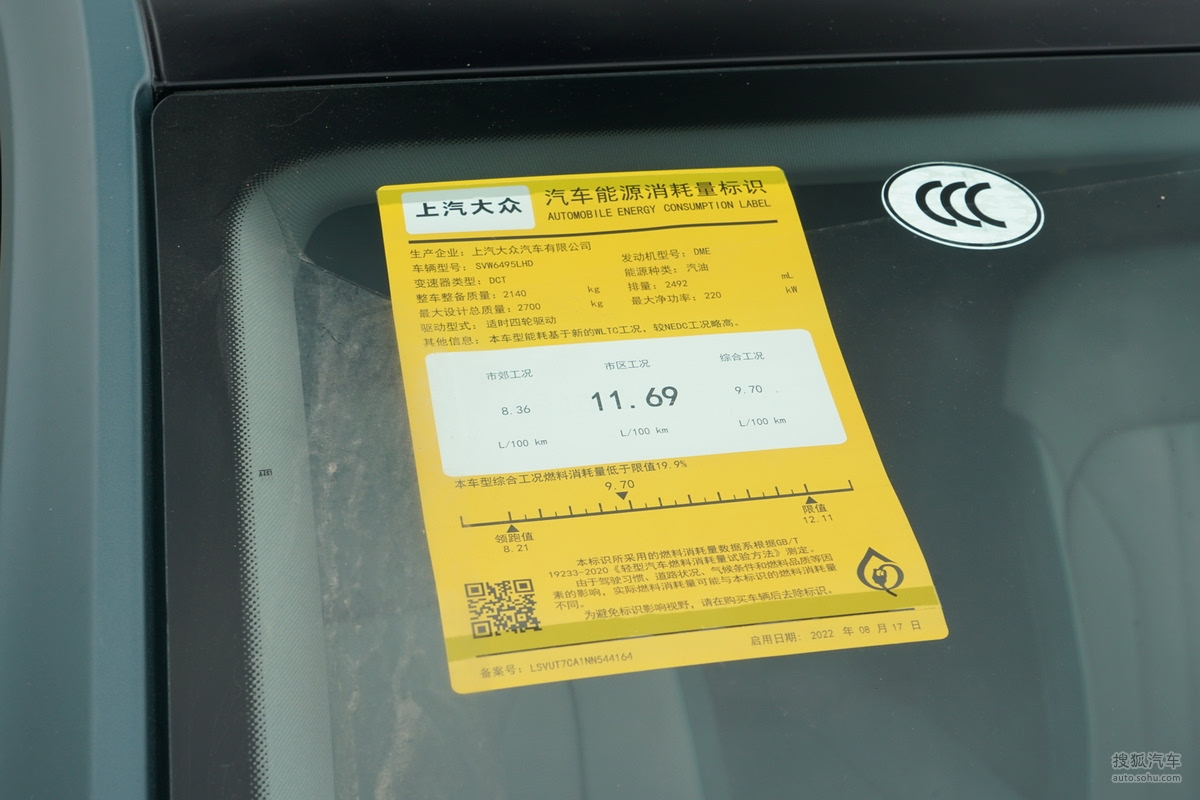 上汽大众
汽车能源消耗量标识
AUTOMOBILE ENERGY CONSUMPTION LABEL
生产企业：上汽大众汽车有限公司
车辆型号：SVW6495LHD
发动机型号：DME
变速器类型：DCT
能源种类：汽油
整车整备质量：2140 kg
排量：2492 mL
最大设计总质量：2700 kg
最大净功率：220 kW
驱动型式：适时四轮驱动
其他信息：本车型能耗基于新的WLTC工况，较NEDC工况略高。
市郊工况 市区工况 综合工况
8.36 11.69 9.70
L/100 km L/100 km L/100 km
本车型综合工况燃料消耗量低于限值19.9%
9.70
领跑值 限值
8.21 12.11
本标识所采用的燃料消耗量数据系根据GB/T
19233-2020《轻型汽车燃料消耗量试验方法》测定。
由于驾驶习惯、道路状况、气候条件和燃料品质等因
素的影响，实际燃料消耗量可能与本标识的燃料消耗量
不同。
为避免标识影响视野，请在购买车辆后去除标识。
备案号：LSVUT7CA1NN544164
启用日期：2022 年 08 月 17 日
CCC
搜狐汽车
auto.sohu.com